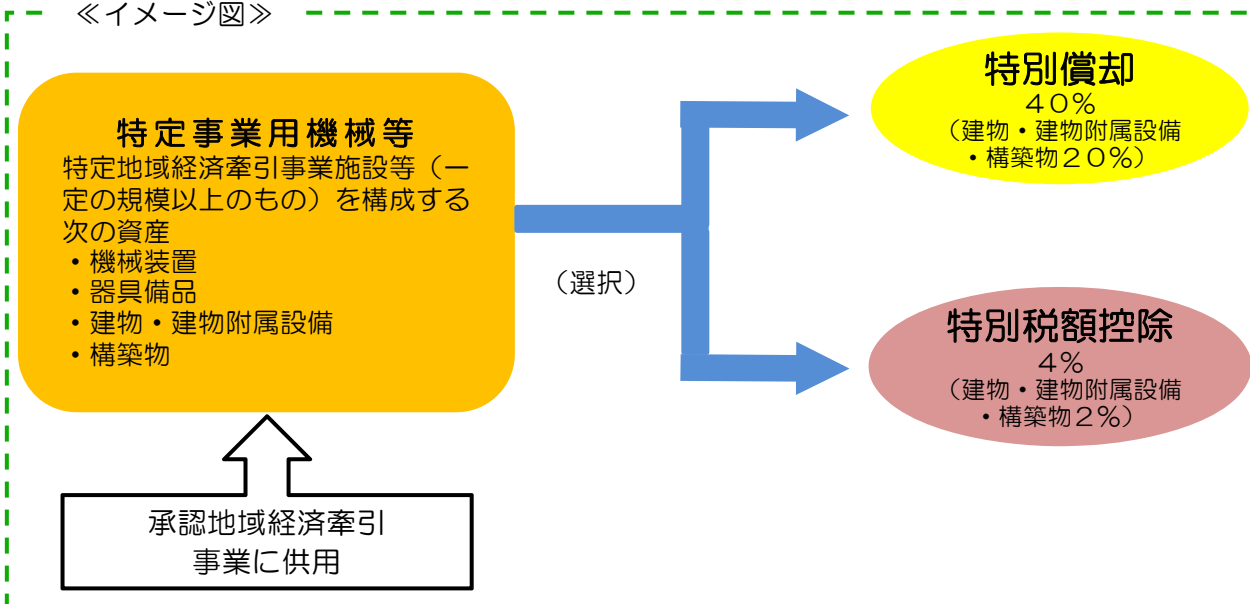 ≪イメージ図≫
特定事業用機械等
特定地域経済牽引事業施設等（一
定の規模以上のもの）を構成する
次の資産
・機械装置
・器具備品
・建物・建物附属設備
・構築物
（選択）
特別償却
４０％
（建物・建物附属設備
・構築物２０％）
特別税額控除
４％
（建物・建物附属設備
・構築物２％）
承認地域経済牽引
事業に供用